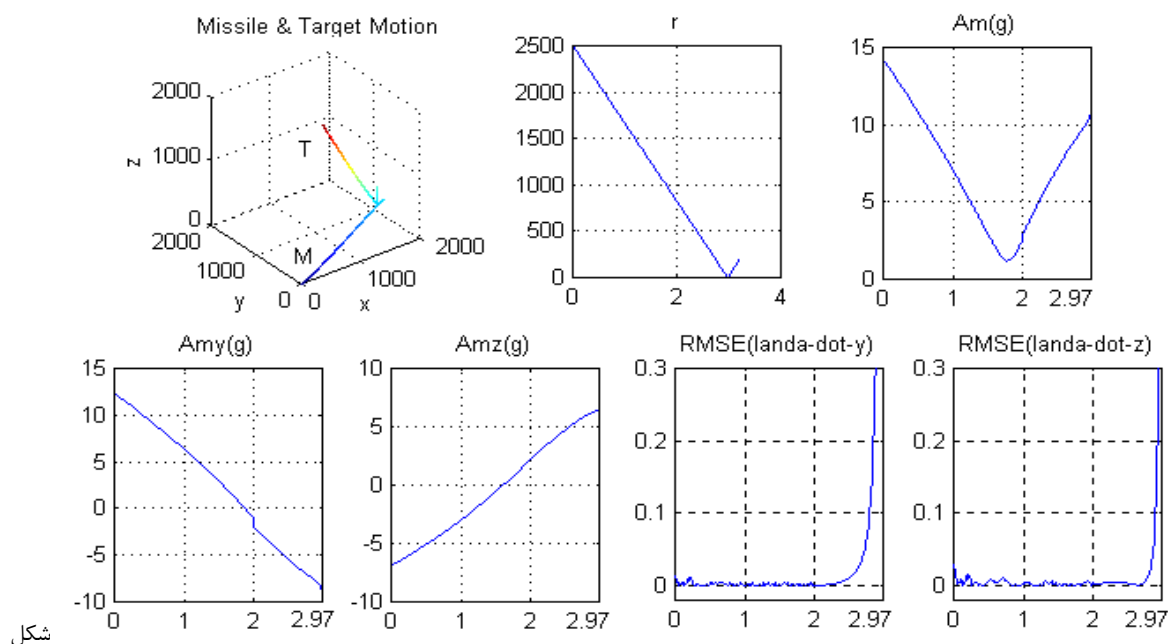 Missile & Target Motion
2000
1000
0
z
T
M
2000
1000
0
y
0
1000
2000
x
r
2500
2000
1500
1000
500
0
0 2 4
Am(g)
15
10
5
0
0 1 2 2.97
Amy(g)
15
10
5
0
-5
-10
0 1 2 2.97
Amz(g)
10
5
0
-5
-10
0 1 2 2.97
RMSE(landa-dot-y)
0.3
0.2
0.1
0
0 1 2 2.97
RMSE(landa-dot-z)
0.3
0.2
0.1
0
0 1 2 2.97
شکل